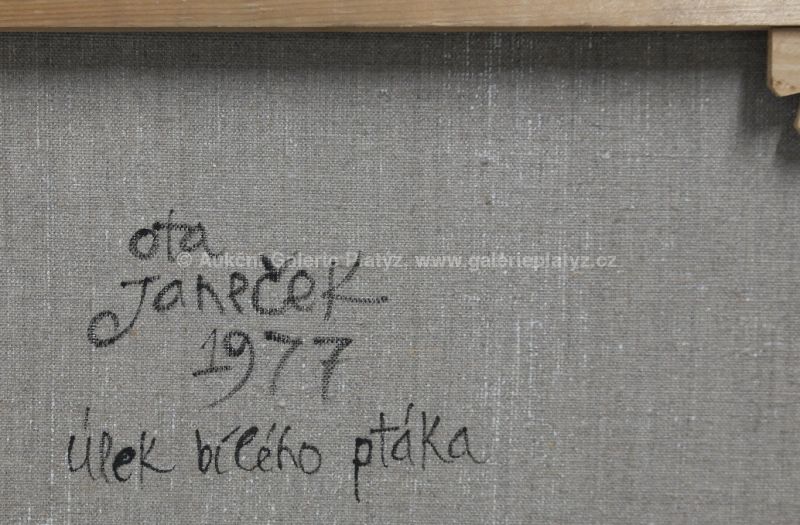 ota
© Aukční Galerie Platýz, www.galerieplatyz.cz
Janeček
1977
Úlek bílého ptáka